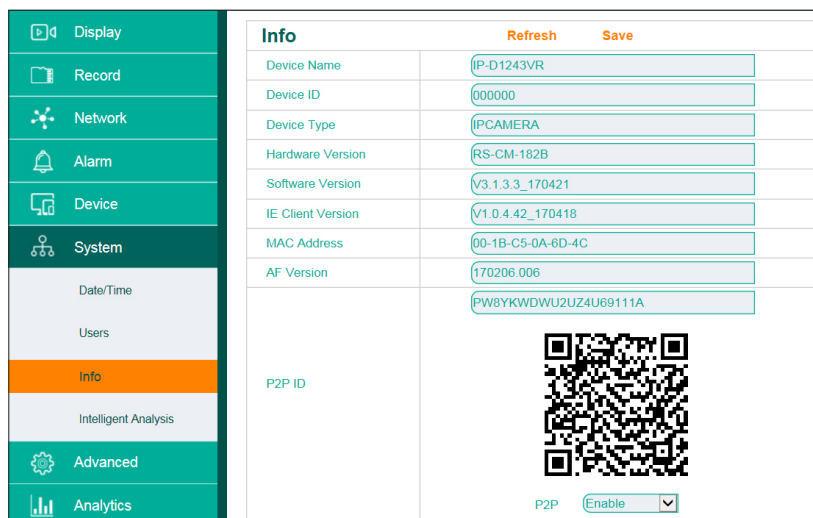 Display
Record
Network
Alarm
Device
System
Date/Time
Users
Info
Intelligent Analysis
Advanced
Analytics
Info Refresh Save
Device Name IP-D1243VR
Device ID 000000
Device Type IPCAMERA
Hardware Version RS-CM-182B
Software Version V3.1.3.3_170421
IE Client Version V1.0.4.42_170418
MAC Address 00-1B-C5-0A-6D-4C
AF Version 170206.006
PW8YKWDWU2UZ4U69111A
P2P ID
P2P Enable